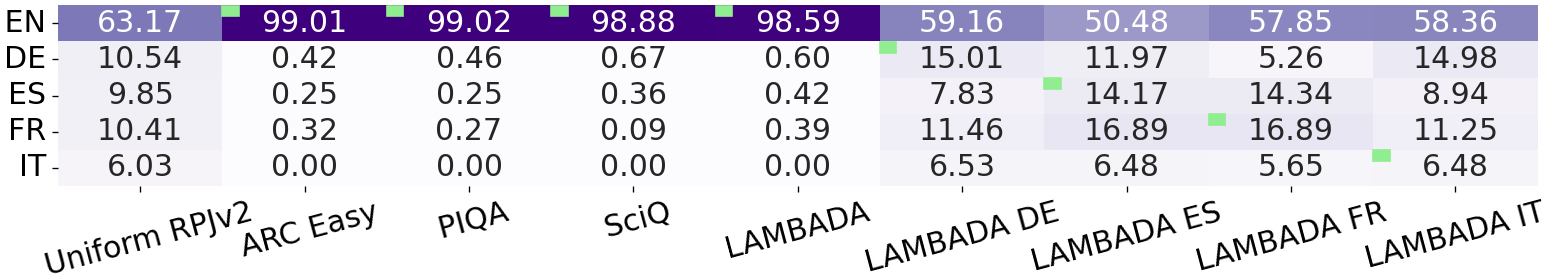 EN 63.17 99.01 99.02 98.88 98.59 59.16 50.48 57.85 58.36
DE 10.54 0.42 0.46 0.67 0.60 15.01 11.97 5.26 14.98
ES 9.85 0.25 0.25 0.36 0.42 7.83 14.17 14.34 8.94
FR 10.41 0.32 0.27 0.09 0.39 11.46 16.89 16.89 11.25
IT 6.03 0.00 0.00 0.00 0.00 6.53 6.48 5.65 6.48
Uniform RPJv2 ARC Easy PIQA SciQ LAMBADA LAMBADA DE LAMBADA ES LAMBADA FR LAMBADA IT